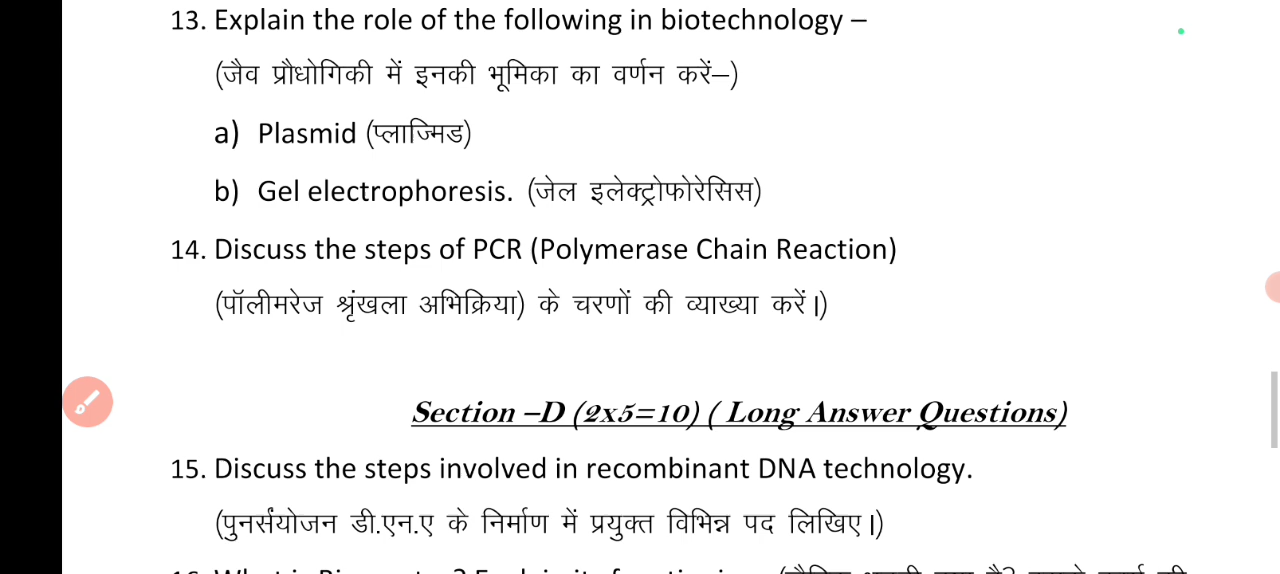 13. Explain the role of the following in biotechnology –
(जैव प्रौधोगिकी में इनकी भूमिका का वर्णन करें–)
a) Plasmid (प्लाज्मिड)
b) Gel electrophoresis. (जेल इलेक्ट्रोफोरेसिस)
14. Discuss the steps of PCR (Polymerase Chain Reaction)
(पॉलीमरेज श्रृंखला अभिक्रिया) के चरणों की व्याख्या करें।)
Section –D (2x5=10) ( Long Answer Questions)
15. Discuss the steps involved in recombinant DNA technology.
(पुनर्संयोजन डी.एन.ए के निर्माण में प्रयुक्त विभिन्न पद लिखिए।)